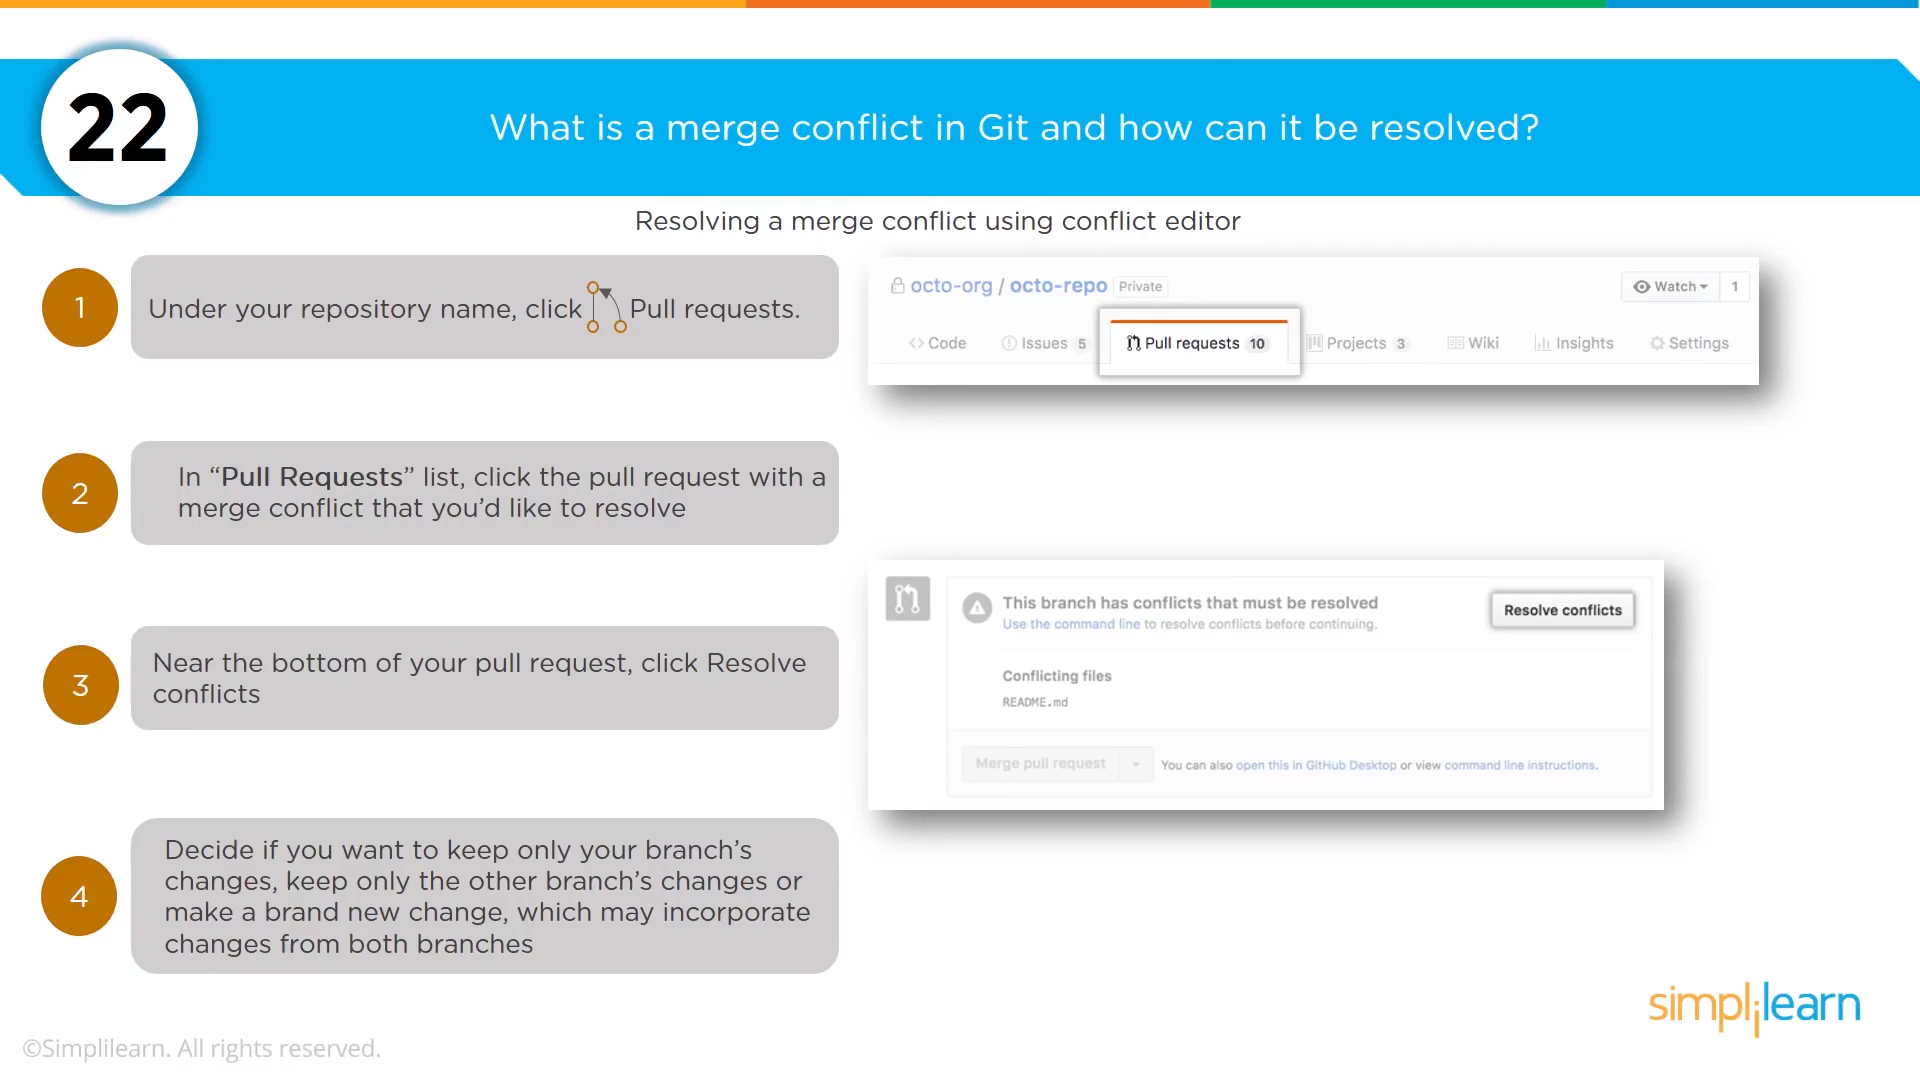 22
What is a merge conflict in Git and how can it be resolved?
Resolving a merge conflict using conflict editor
1
Under your repository name, click Pull requests.
octo-org / octo-repo Private
Watch 1
Code Issues 5 Pull requests 10 Projects 3 Wiki Insights Settings
2
In “Pull Requests” list, click the pull request with a
merge conflict that you’d like to resolve
3
Near the bottom of your pull request, click Resolve
conflicts
This branch has conflicts that must be resolved
Use the command line to resolve conflicts before continuing.
Resolve conflicts
Conflicting files
README.md
Merge pull request
You can also open this in GitHub Desktop or view command line instructions.
4
Decide if you want to keep only your branch’s
changes, keep only the other branch’s changes or
make a brand new change, which may incorporate
changes from both branches
simplilearn
©Simplilearn. All rights reserved.